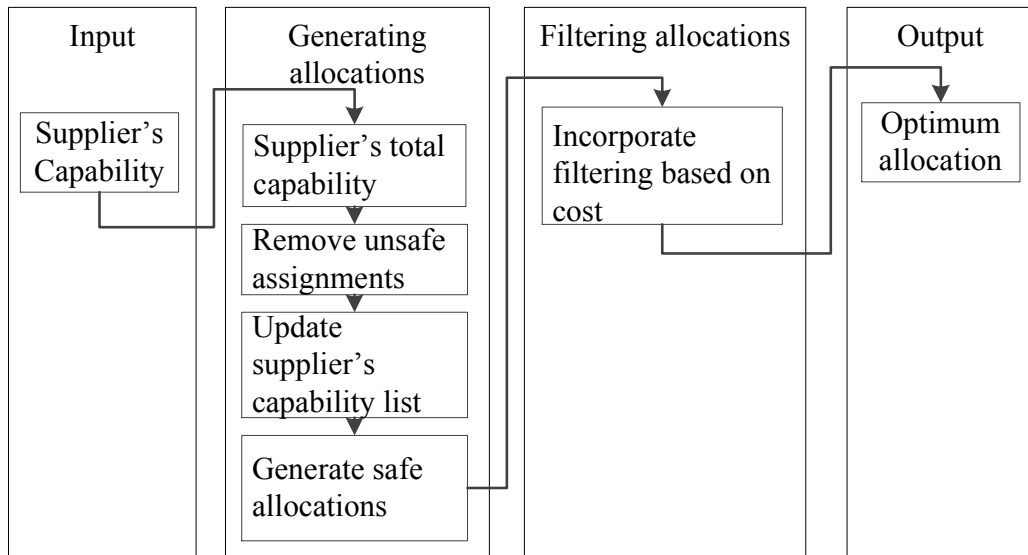 Input
Supplier’s
Capability
Generating
allocations
Supplier’s total
capability
Remove unsafe
assignments
Update
supplier’s
capability list
Generate safe
allocations
Filtering allocations
Incorporate
filtering based on
cost
Output
Optimum
allocation